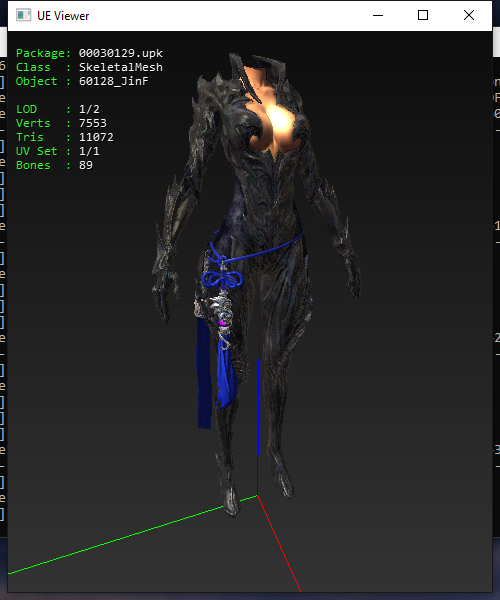 UE Viewer
Package: 00030129.upk
Class  : SkeletalMesh
Object : 60128_JinF
LOD    : 1/2
Verts  : 7553
Tris   : 11072
UV Set : 1/1
Bones  : 89